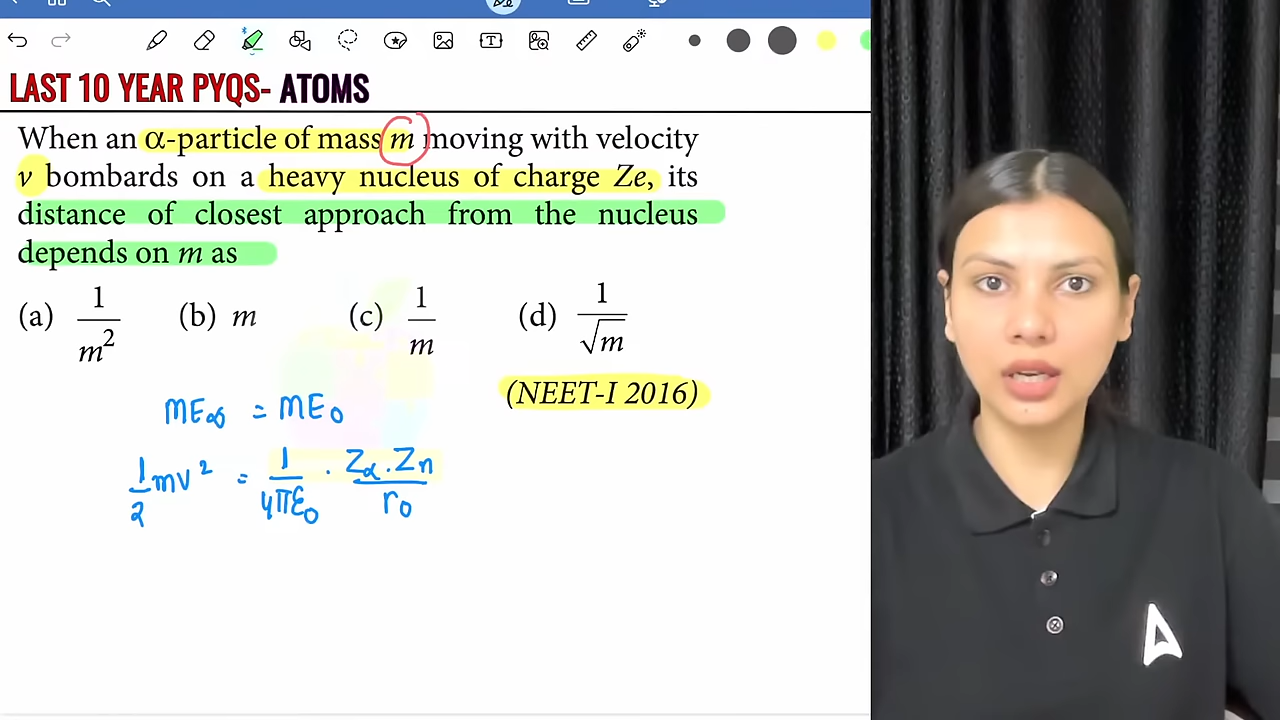 LAST 10 YEAR PYQS- ATOMS
When an α-particle of mass m moving with velocity
v bombards on a heavy nucleus of charge Ze, its
distance of closest approach from the nucleus
depends on m as
(a) 1/m² (b) m (c) 1/m (d) 1/√m
(NEET-I 2016)
ME∞ = ME₀
1/2 mv² = 1/4πε₀ · Zα·Zn/r₀